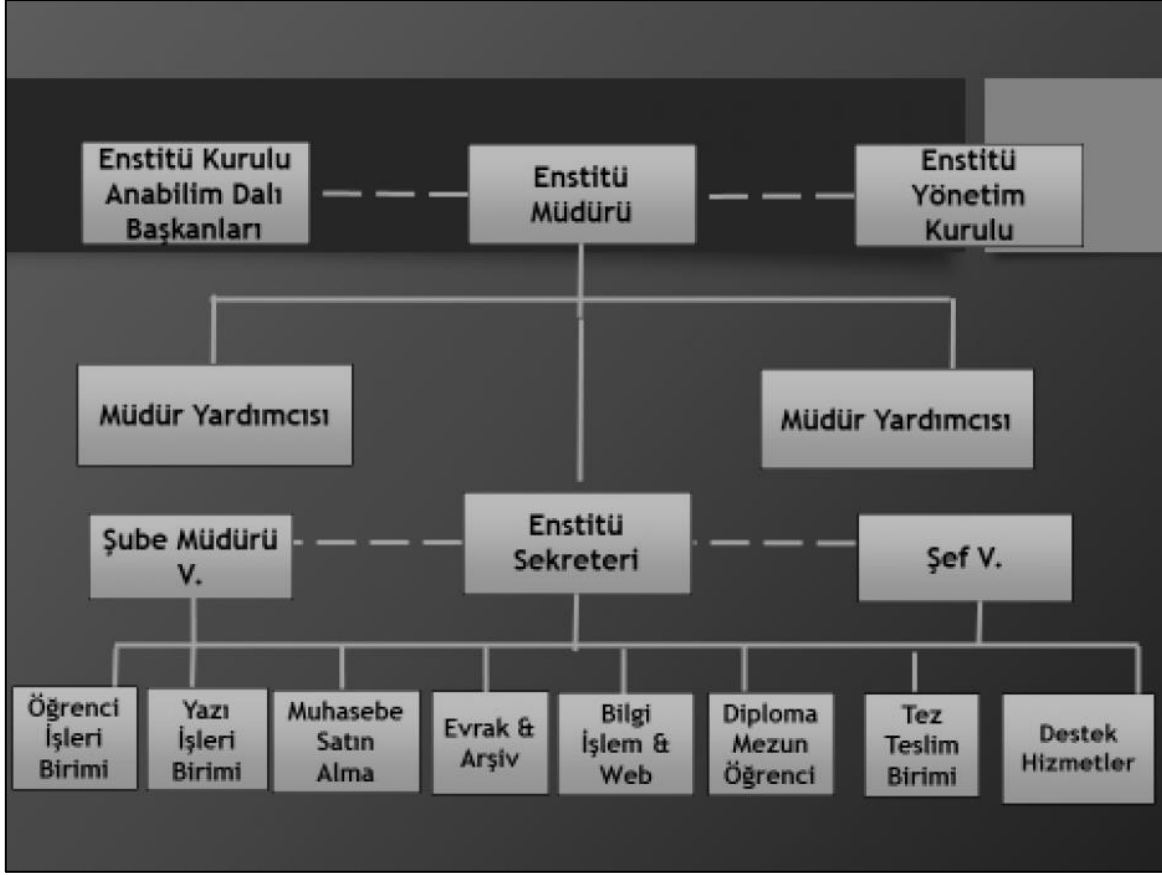 Enstitü Kurulu
Anabilim Dalı
Başkanları
Enstitü
Müdürü
Enstitü
Yönetim
Kurulu
Müdür Yardımcısı
Müdür Yardımcısı
Şube Müdürü
V.
Enstitü
Sekreteri
Şef V.
Öğrenci
İşleri
Birimi
Yazı
İşleri
Birimi
Muhasebe
Satın
Alma
Evrak &
Arşiv
Bilgi
İşlem &
Web
Diploma
Mezun
Öğrenci
Tez
Teslim
Birimi
Destek
Hizmetler